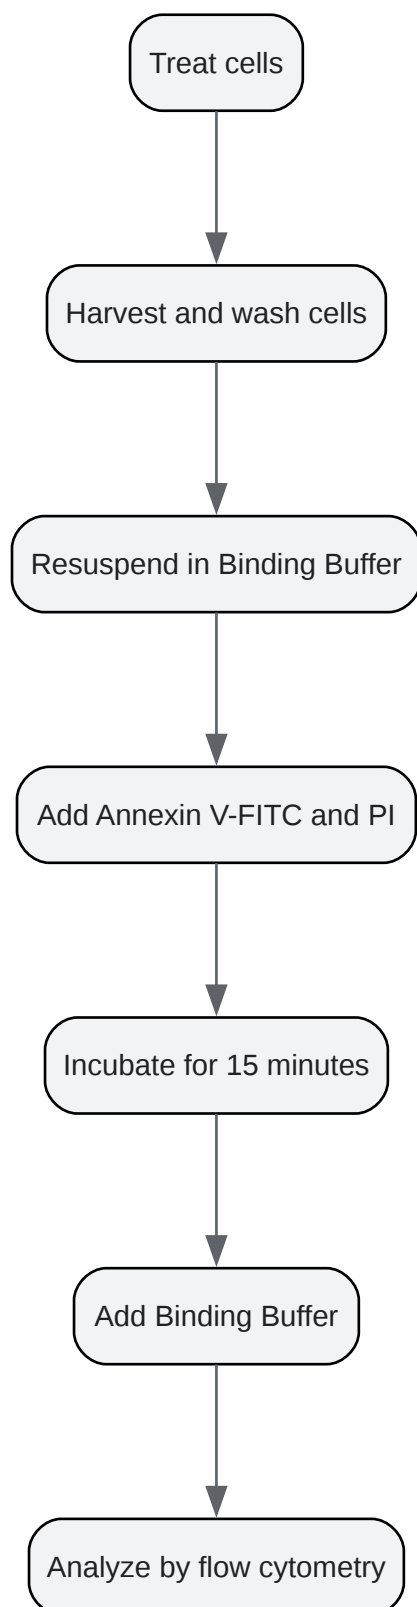 Treat cells
Harvest and wash cells
Resuspend in Binding Buffer
Add Annexin V-FITC and PI
Incubate for 15 minutes
Add Binding Buffer
Analyze by flow cytometry